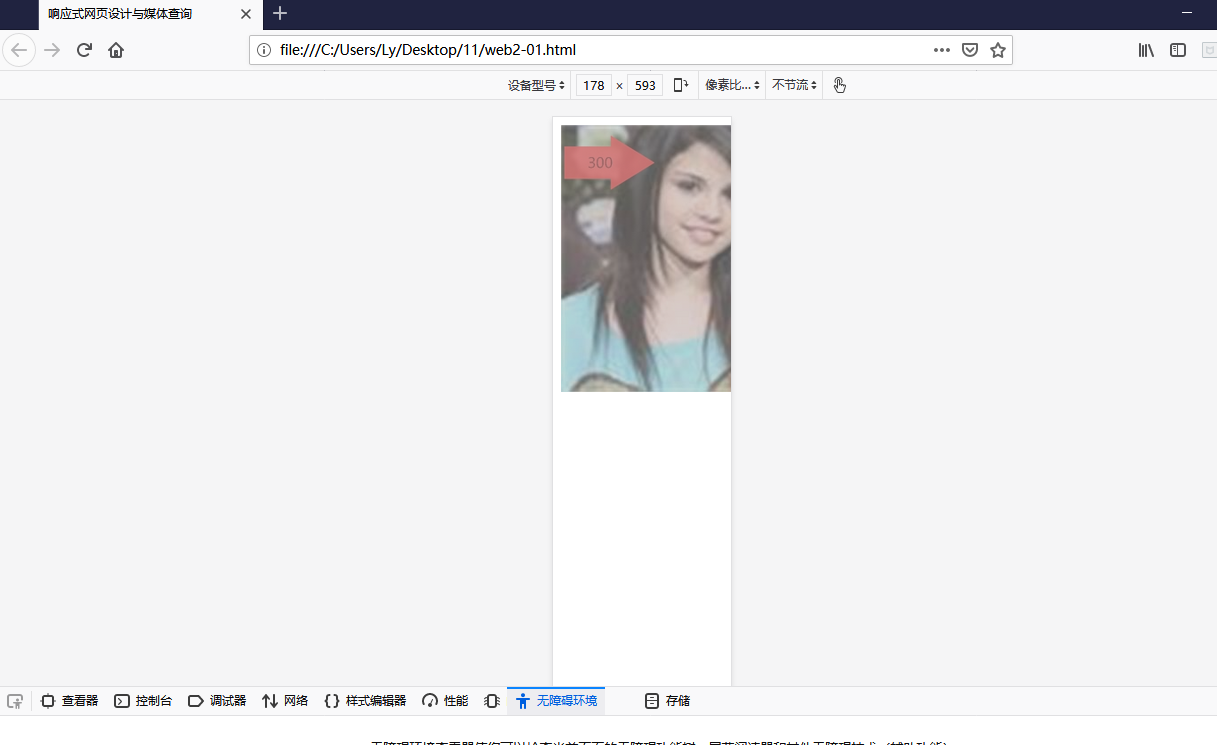 响应式网页设计与媒体查询
file:///C:/Users/Ly/Desktop/11/web2-01.html
设备型号 178 × 593 像素比... 不节流
300
查看器 控制台 调试器 网络 样式编辑器 性能 无障碍环境 存储